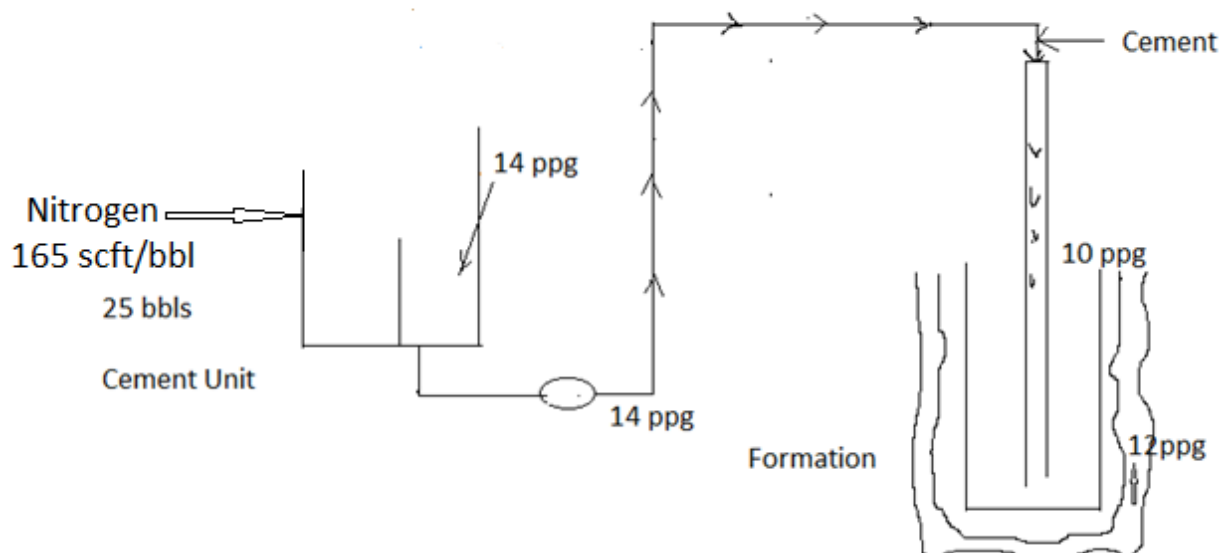 Cement
14 ppg
Nitrogen
165 scft/bbl
10 ppg
25 bbls
Cement Unit
14 ppg
12ppg
Formation